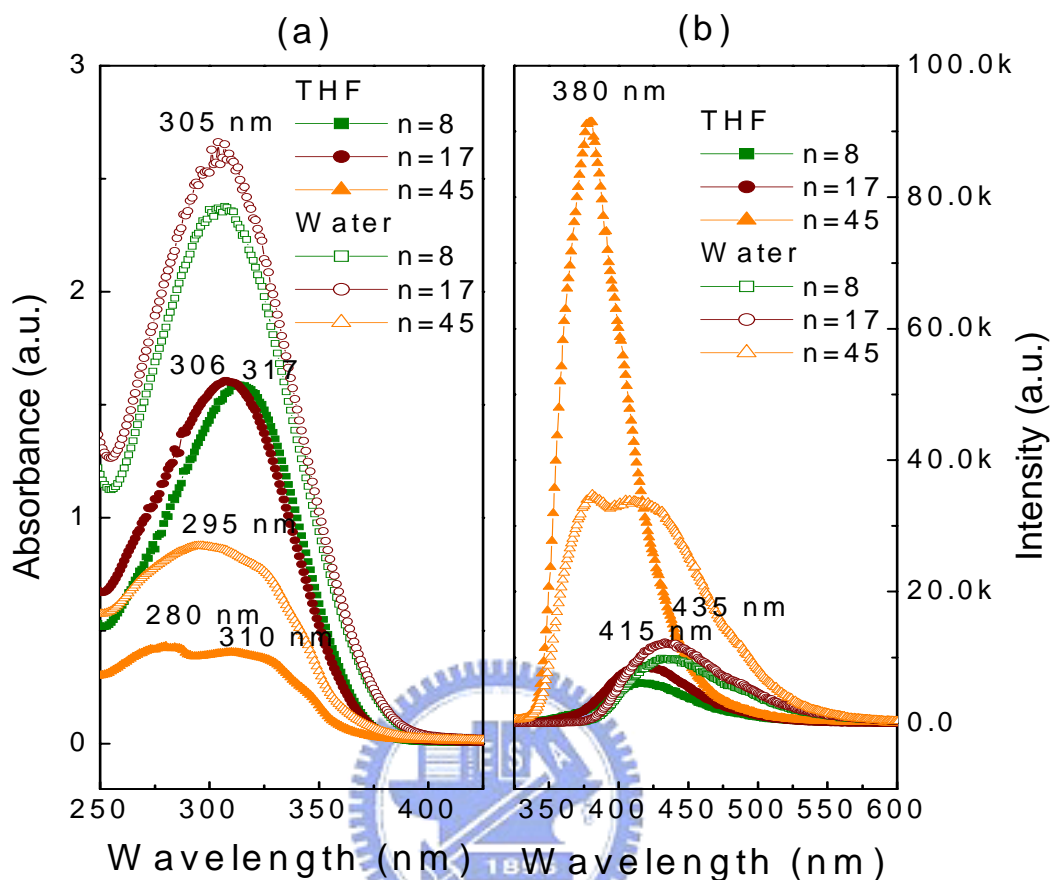 (a)
(b)
3
2
1
0
Absorbance (a.u.)
THF
n=8
n=17
n=45
Water
n=8
n=17
n=45
305 nm
306
317
295 nm
280 nm
310 nm
250
300
350
400
Wavelength (nm)
380 nm
THF
n=8
n=17
n=45
Water
n=8
n=17
n=45
435 nm
415 nm
100.0k
80.0k
60.0k
40.0k
20.0k
0.0
Intensity (a.u.)
350
400
450
500
550
600
Wavelength (nm)
E S A
1896